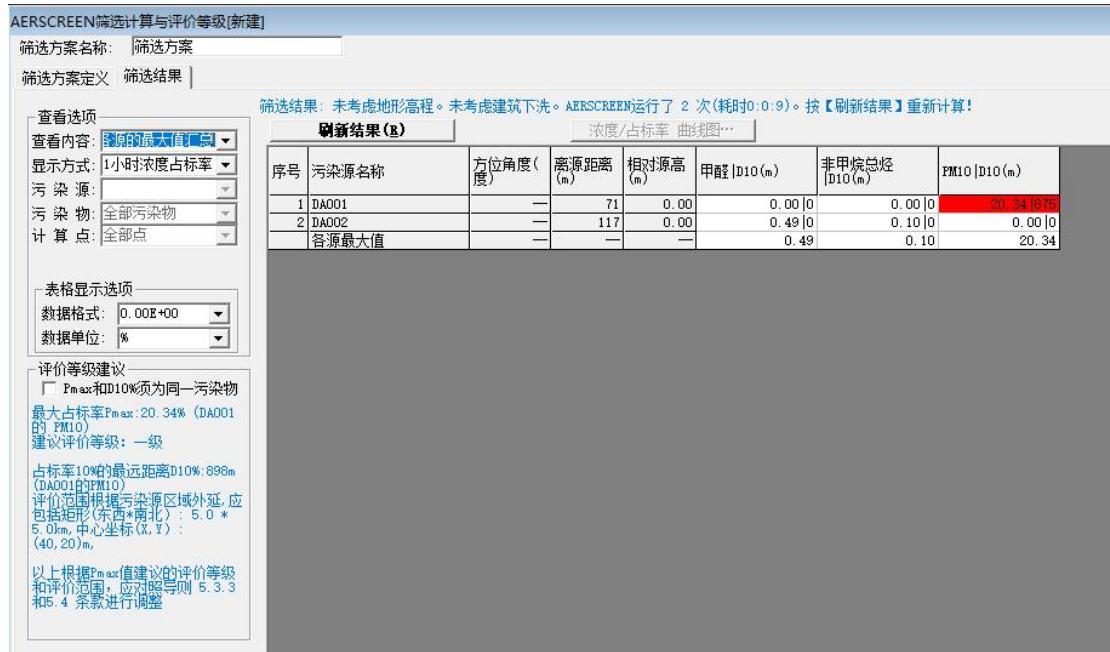 AERSCREEN筛选计算与评价等级[新建]
筛选方案名称: 筛选方案
筛选方案定义 筛选结果
筛选结果: 未考虑地形高程。未考虑建筑下洗。AERSCREEN运行了 2 次(耗时0:0:9)。按【刷新结果】重新计算!
查看选项
查看内容: 各源的最大值汇总
显示方式: 1小时浓度占标率
污 染 源:
污 染 物: 全部污染物
计 算 点: 全部点
表格显示选项
数据格式: 0.00E+00
数据单位: %
评价等级建议
Pmax和D10%须为同一污染物
最大占标率Pmax:20.34% (DA001
的 PM10)
建议评价等级: 一级
占标率10%的最远距离D10%:898m
(DA001的PM10)
评价范围根据污染源区域外延,应
包括矩形(东西*南北): 5.0 *
5.0km,中心坐标(X,Y):
(40,20)m,
以上根据Pmax值建议的评价等级
和评价范围,应对照导则 5.3.3
和5.4 条款进行调整
刷新结果(R) 浓度/占标率 曲线图…
序号 污染源名称 方位角度(度) 离源距离(m) 相对源高(m) 甲醛|D10(m) 非甲烷总烃|D10(m) PM10|D10(m)
1 DA001 — 71 0.00 0.00|0 0.00|0 20.34|875
2 DA002 — 117 0.00 0.49|0 0.10|0 0.00|0
各源最大值 — — — 0.49 0.10 20.34